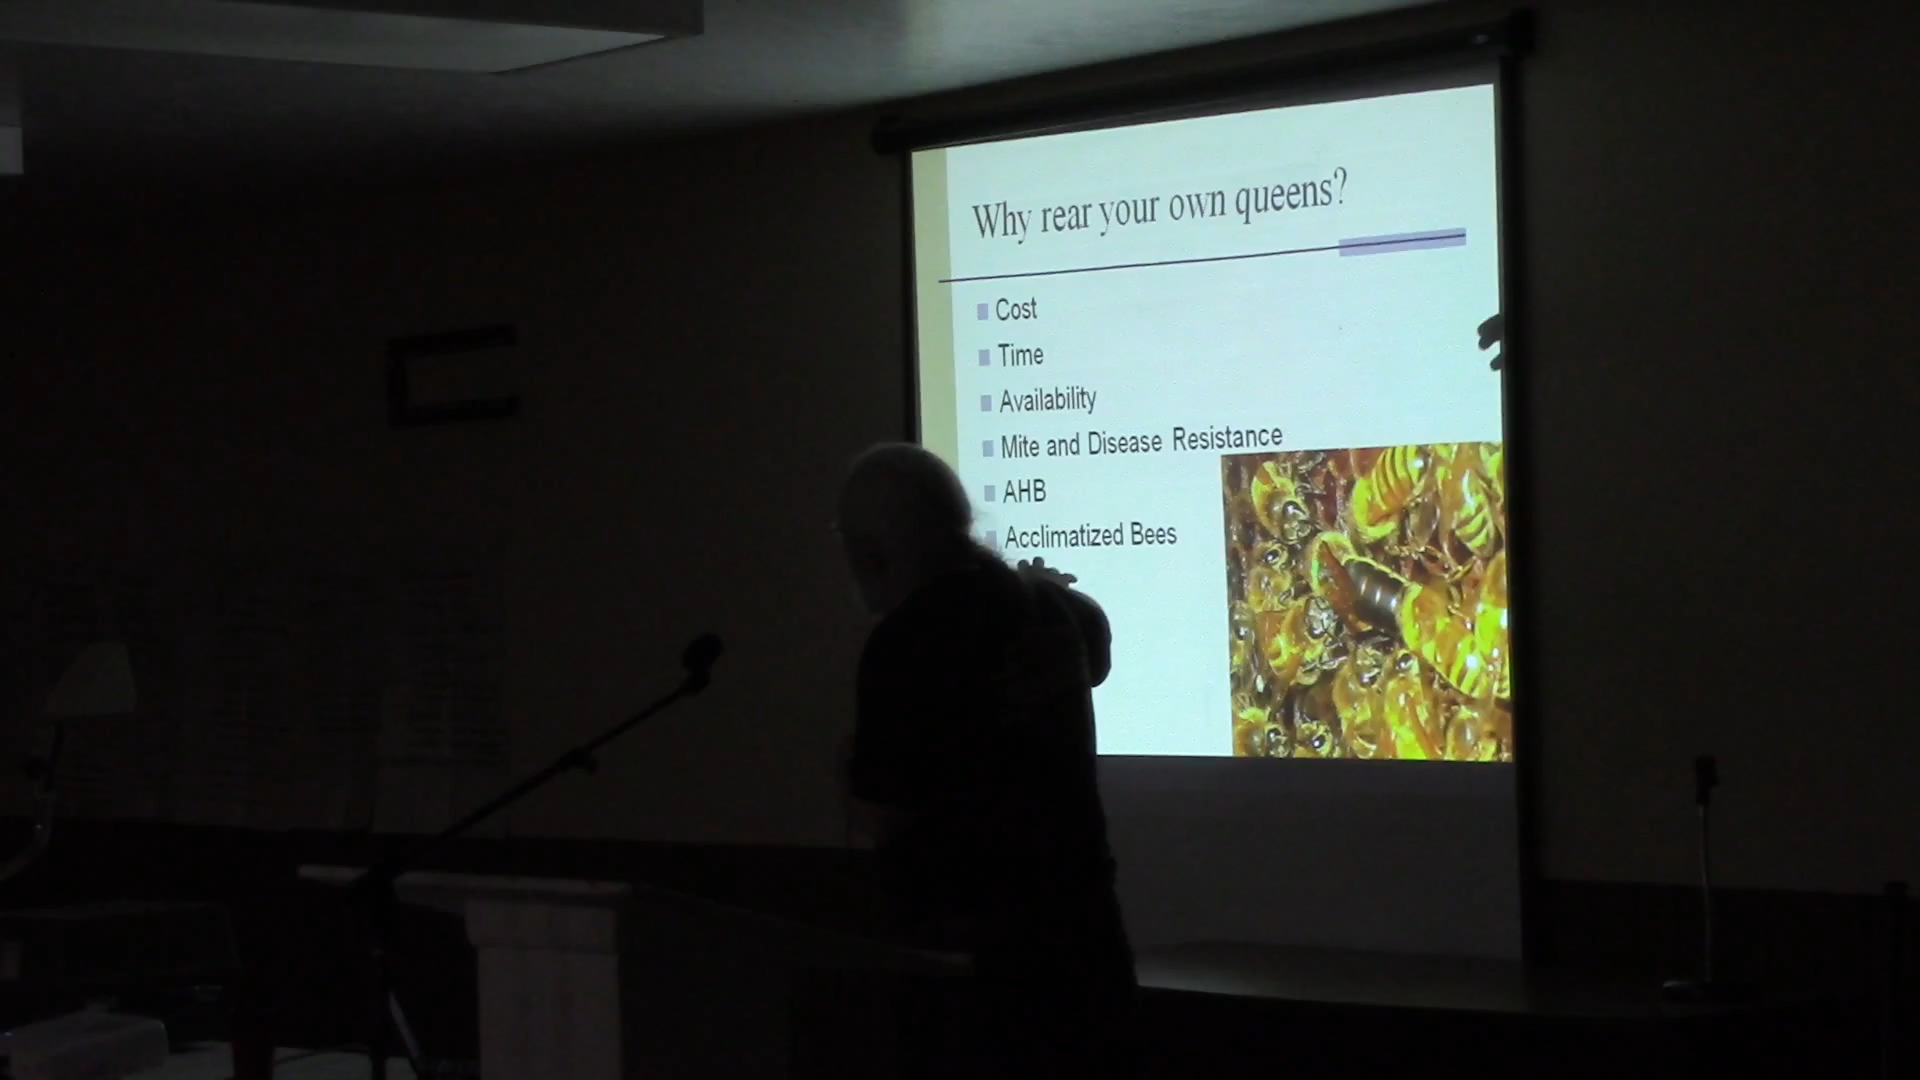 Why rear your own queens?
Cost
Time
Availability
Mite and Disease Resistance
AHB
Acclimatized Bees